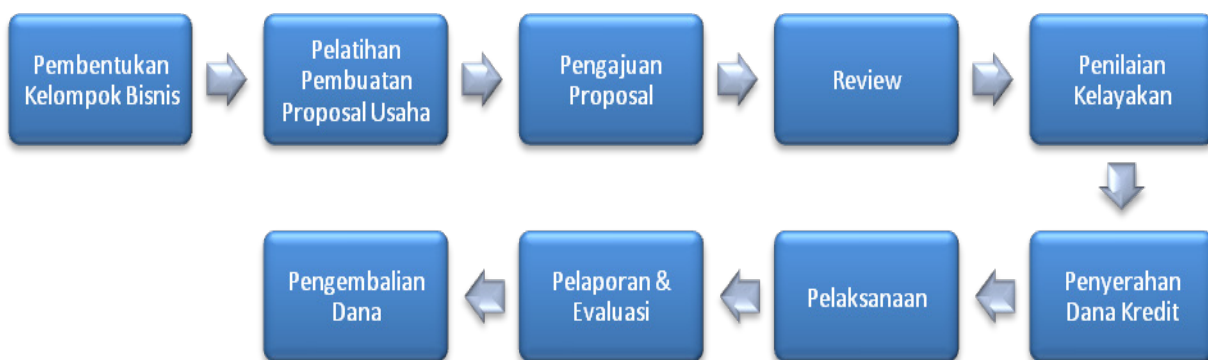 Pembentukan
Kelompok Bisnis
Pelatihan
Pembuatan
Proposal Usaha
Pengajuan
Proposal
Review
Penilaian
Kelayakan
Penyerahan
Dana Kredit
Pelaksanaan
Pelaporan &
Evaluasi
Pengembalian
Dana